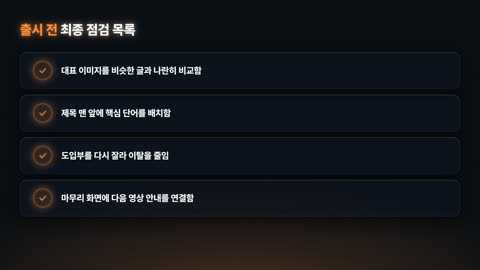 출시 전 최종 점검 목록
대표 이미지를 비슷한 글과 나란히 비교함
제목 맨 앞에 핵심 단어를 배치함
도입부를 다시 잘라 이탈을 줄임
마무리 화면에 다음 영상 안내를 연결함